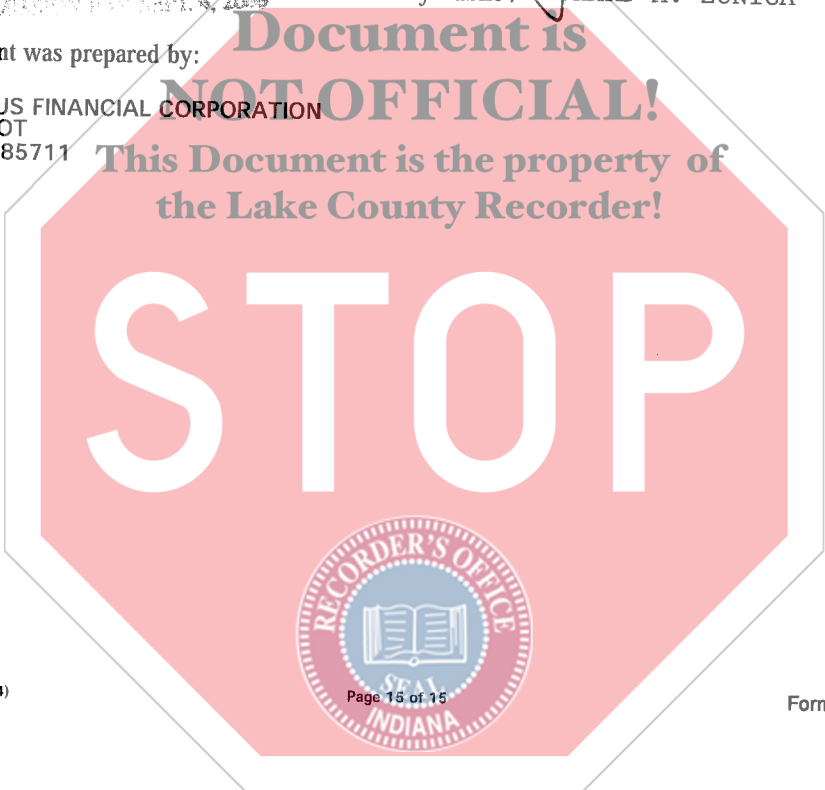 Document is
nt was prepared by:
NOT OFFICIAL!
US FINANCIAL CORPORATION
OT
85711
This Document is the property of
the Lake County Recorder!
STOP
RECORDER'S OFFICE
SEAL
INDIANA
4)
Page 15 of 15
Forn